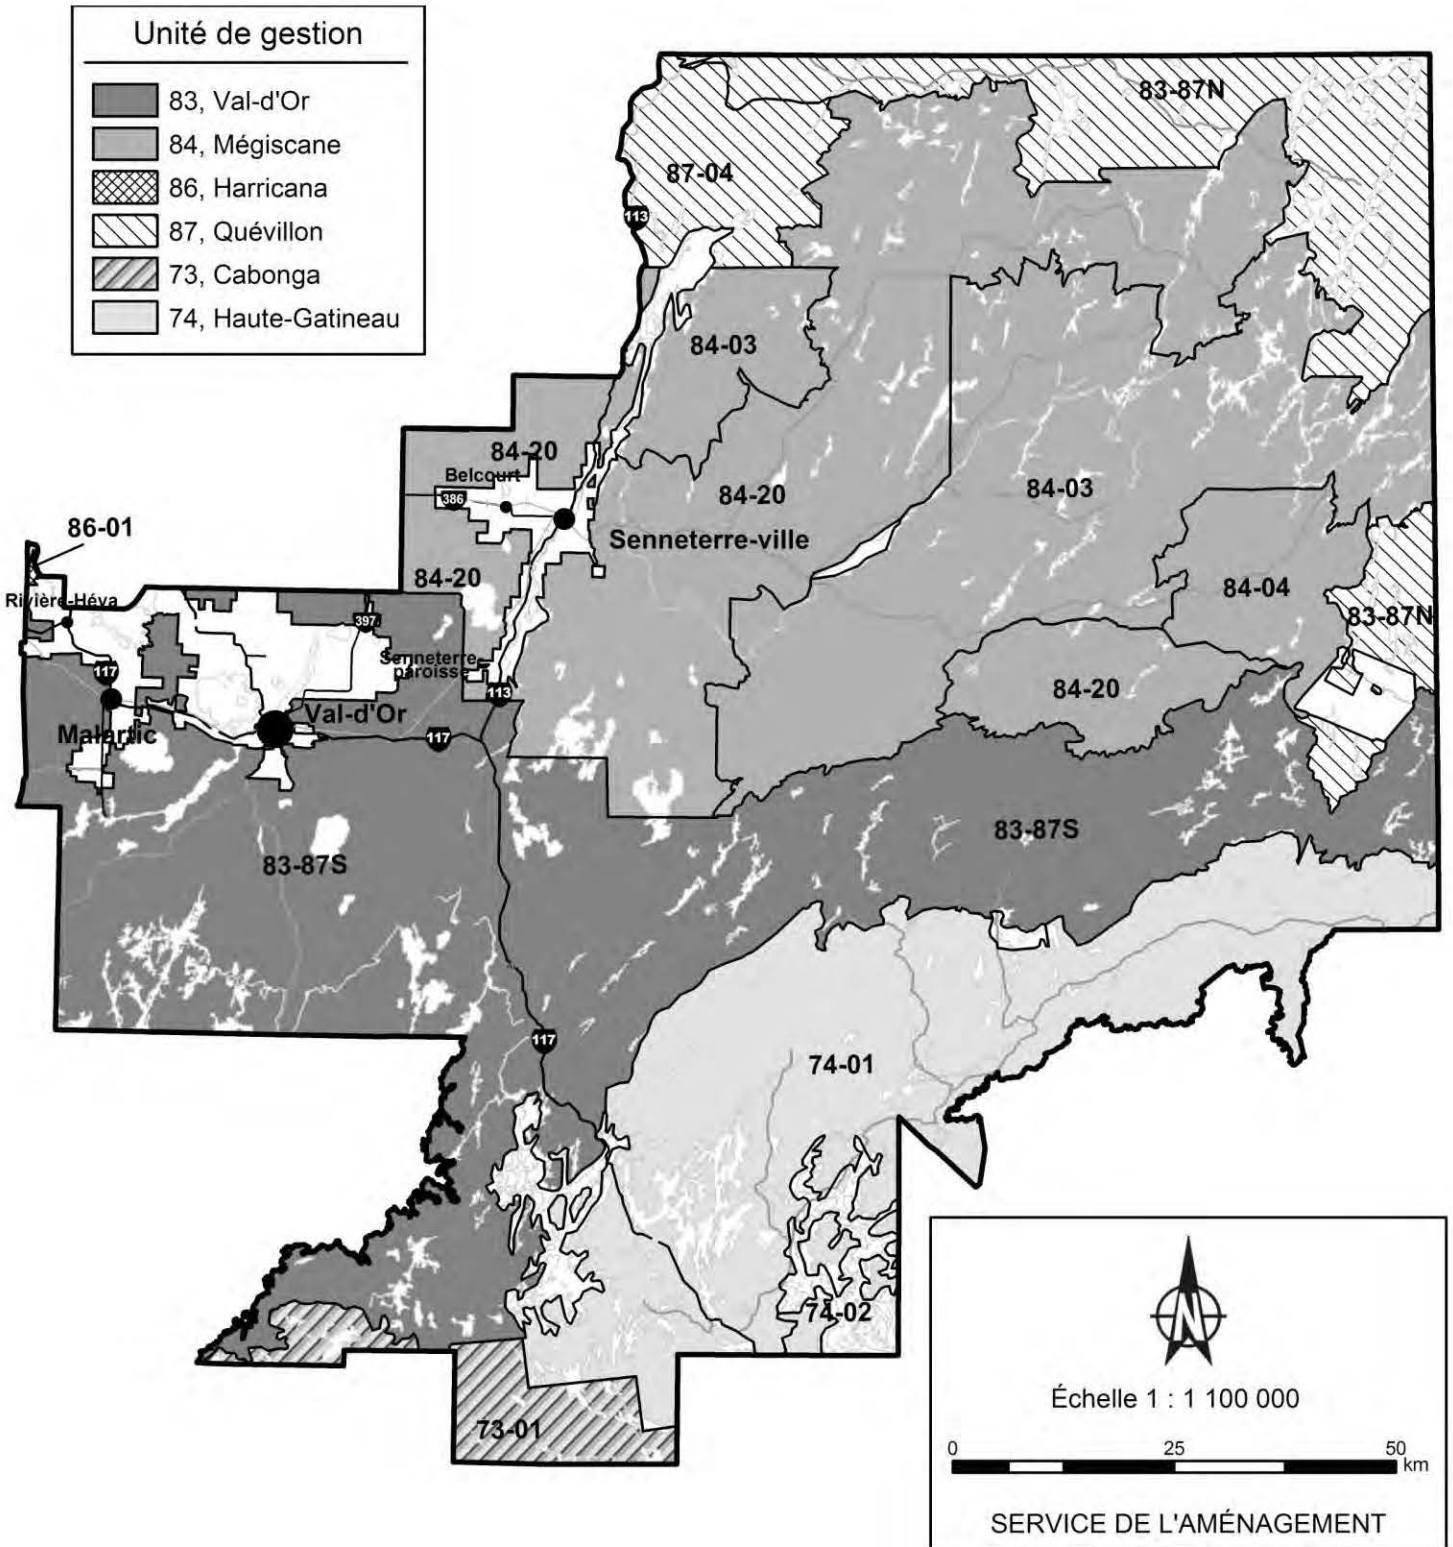 Unité de gestion
83, Val-d'Or
84, Mégiscane
86, Harricana
87, Quévillon
73, Cabonga
74, Haute-Gatineau
83-87N
87-04
113
84-03
84-20
Belcourt
386
84-20
84-03
86-01
Senneterre-ville
84-20
84-04
Rivière-Héva
397
83-87N
Senneterre-
paroisse
117
113
84-20
Val-d'Or
Malartic
117
83-87S
83-87S
117
74-01
74-02
73-01
N
Échelle 1 : 1 100 000
0 25 50
km
SERVICE DE L'AMÉNAGEMENT